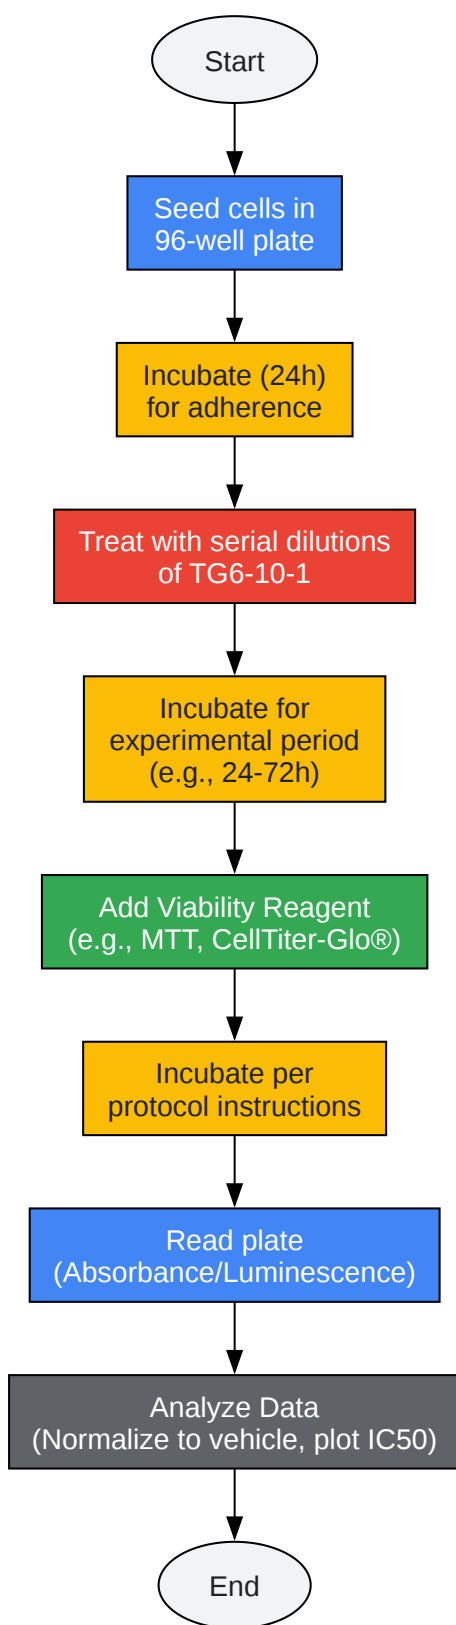 Start
Seed cells in
96-well plate
Incubate (24h)
for adherence
Treat with serial dilutions
of TG6-10-1
Incubate for
experimental period
(e.g., 24-72h)
Add Viability Reagent
(e.g., MTT, CellTiter-Glo®)
Incubate per
protocol instructions
Read plate
(Absorbance/Luminescence)
Analyze Data
(Normalize to vehicle, plot IC50)
End